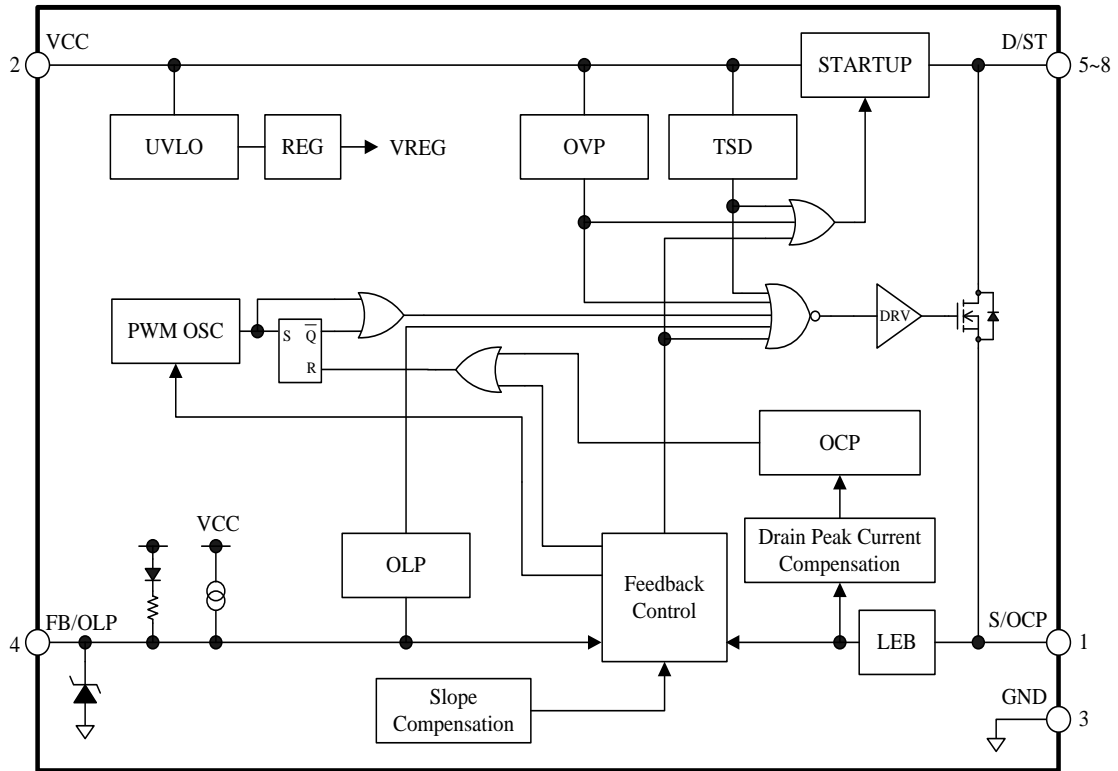 VCC
D/ST
2
5~8
STARTUP
UVLO
REG
VREG
OVP
TSD
PWM OSC
S
Q̅
R
DRV
OCP
VCC
OLP
Feedback
Control
Drain Peak Current
Compensation
FB/OLP
4
LEB
S/OCP
1
Slope
Compensation
GND
3